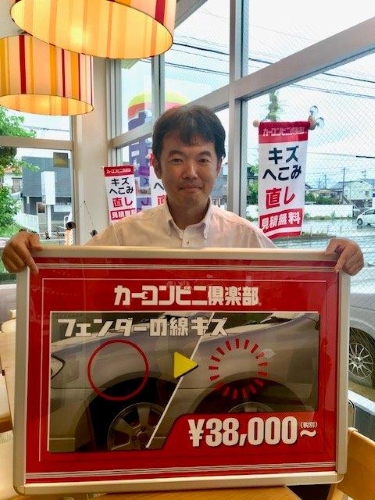 カーコンビニ倶楽部
キズ
へこみ
直し
見積無料
キズ
へこみ
直し
カーコンビニ倶楽部
フェンダーの線キズ
¥38,000~
(税別)